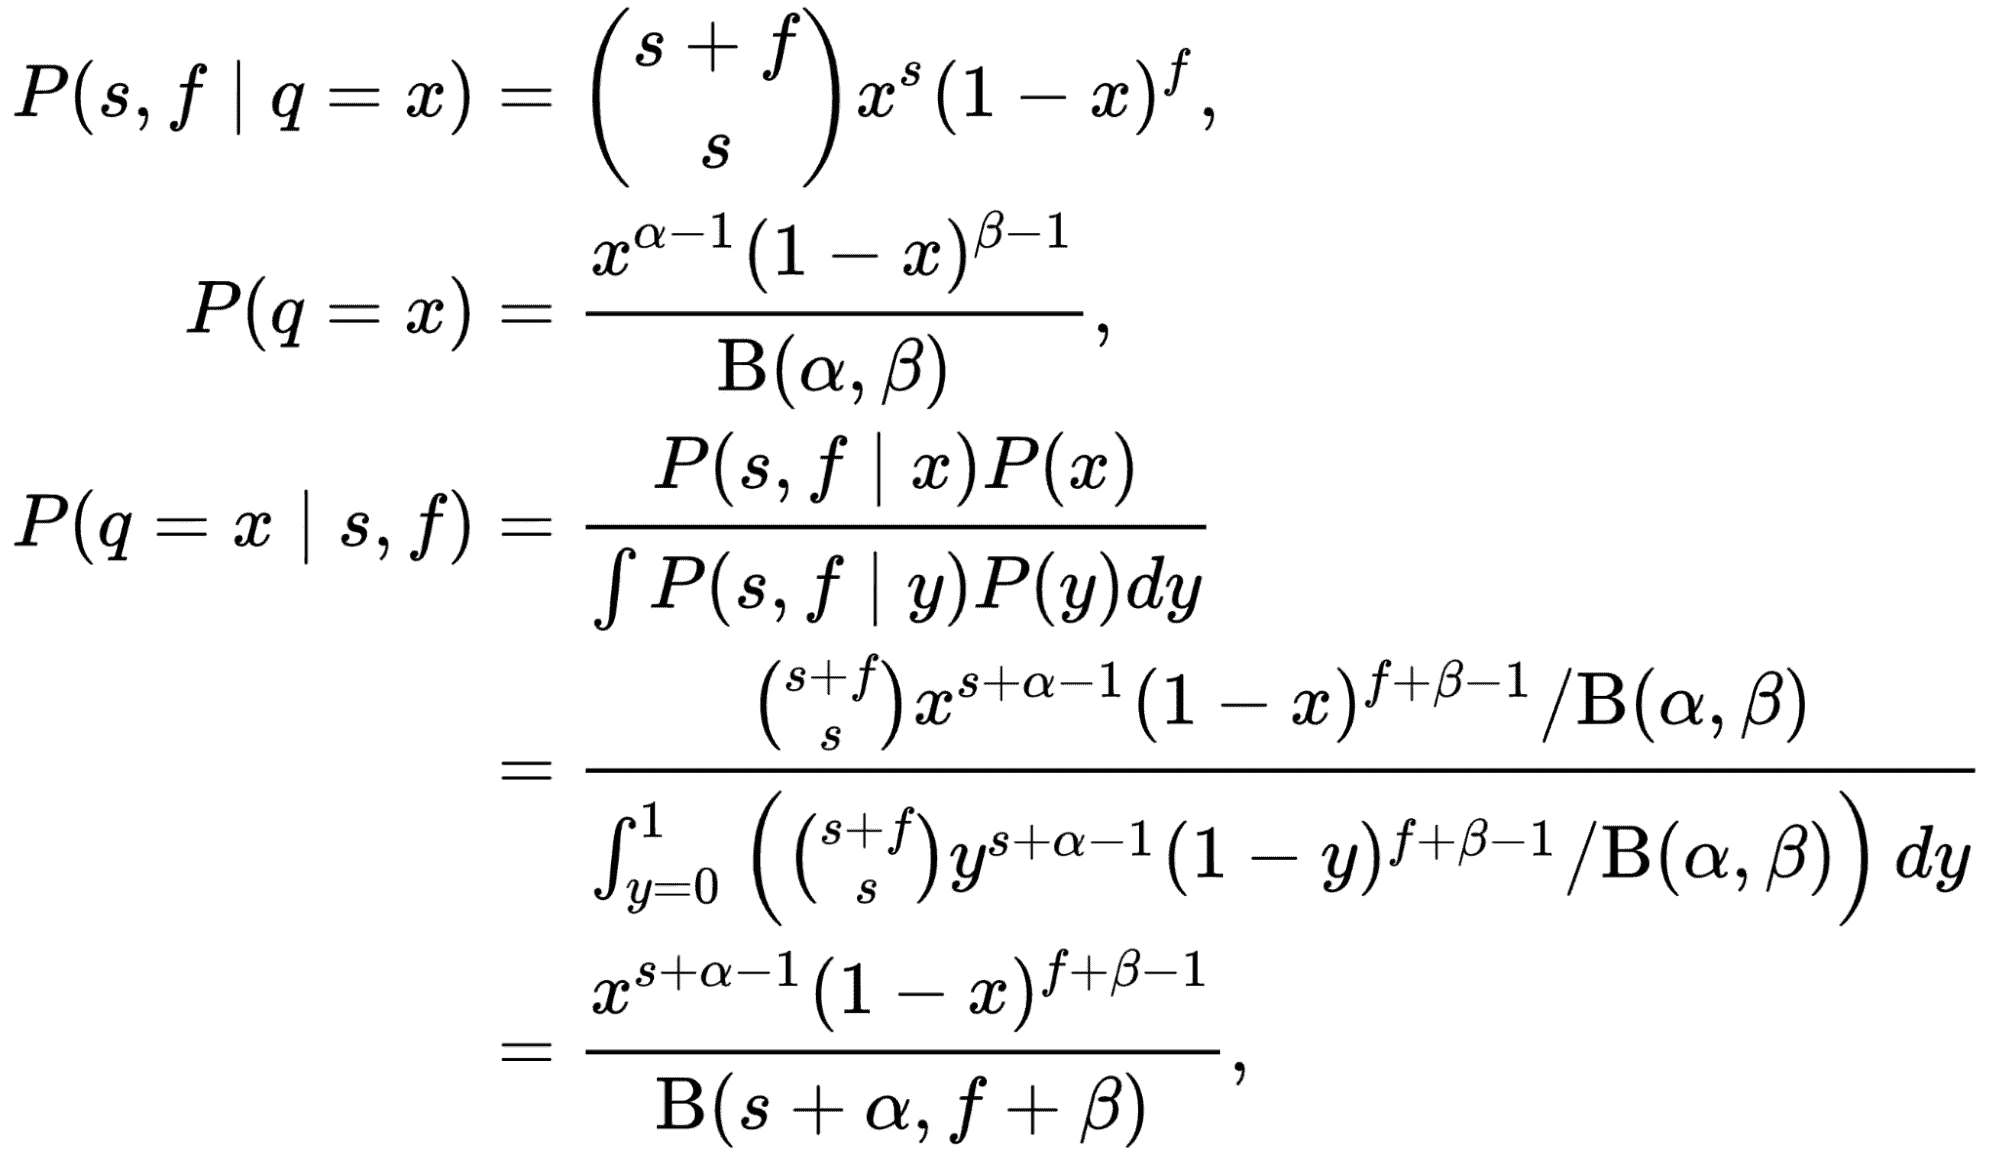 P(s, f | q = x) = \binom{s + f}{s} x^s (1 − x)^f,
P(q = x) = \frac{x^{α−1}(1 − x)^{β−1}}{B(α, β)},
P(q = x | s, f) = \frac{P(s, f | x)P(x)}{∫ P(s, f | y)P(y)dy}
= \frac{\binom{s+f}{s} x^{s+α−1}(1 − x)^{f+β−1}/B(α, β)}{∫_{y=0}^{1} \left( \binom{s+f}{s} y^{s+α−1}(1 − y)^{f+β−1}/B(α, β) \right) dy}
= \frac{x^{s+α−1}(1 − x)^{f+β−1}}{B(s + α, f + β)},